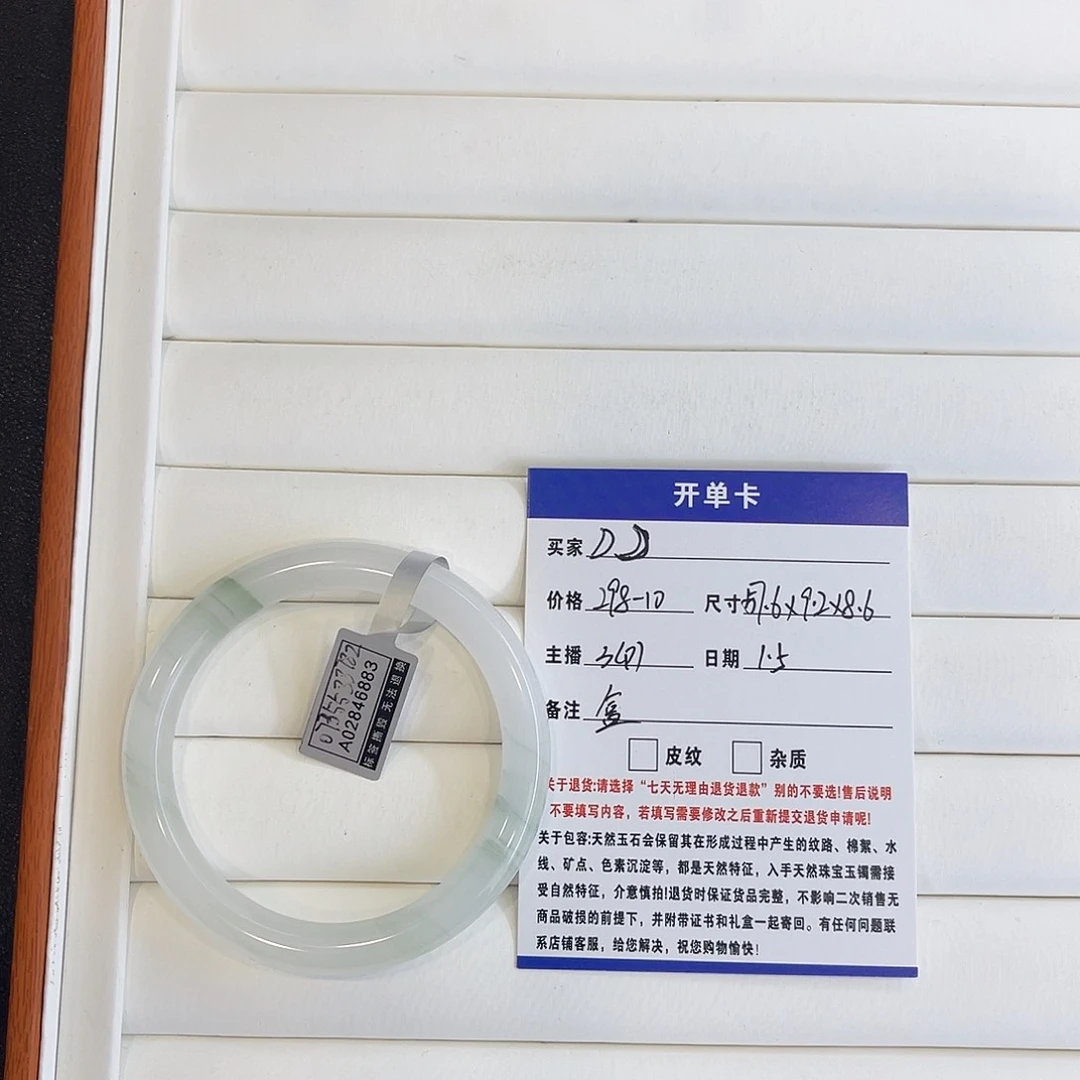 A02846883
标签撕毁 无法退换
开单卡
买家 DD
价格 298-10 尺寸 57.6x9.2x8.6
主播 日期 1.5
备注 盒
皮纹 杂质
关于退货:请选择“七天无理由退货退款”别的不要选!售后说明
不要填写内容，若填写需要修改之后重新提交退货申请呢!
关于包容:天然玉石会保留其在形成过程中产生的纹路、棉絮、水
线、矿点、色素沉淀等，都是天然特征，入手天然珠宝玉镯需接
受自然特征，介意慎拍!退货时保证货品完整，不影响二次销售无
商品破损的前提下，并附带证书和礼盒一起寄回。有任何问题联
系店铺客服，给您解决，祝您购物愉快!